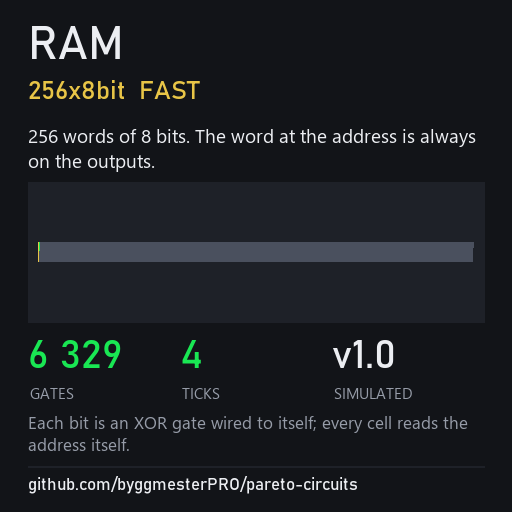 RAM
256x8bit FAST
256 words of 8 bits. The word at the address is always
on the outputs.
6 329 4 v1.0
GATES TICKS SIMULATED
Each bit is an XOR gate wired to itself; every cell reads the
address itself.
github.com/byggmesterPRO/pareto-circuits